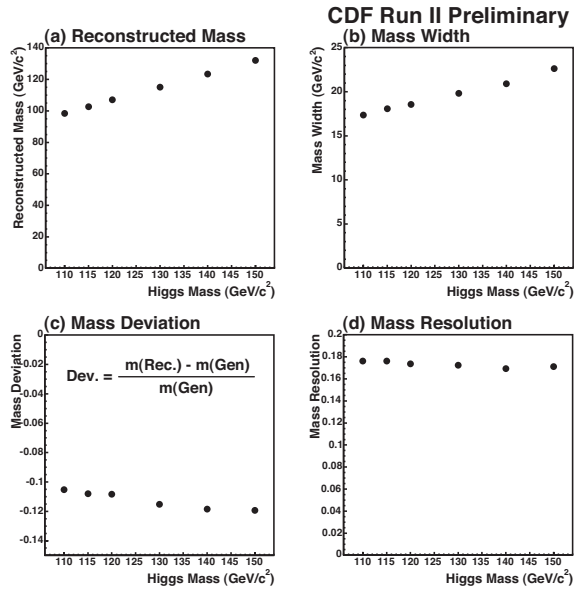 CDF Run II Preliminary
(a) Reconstructed Mass
Reconstructed Mass (GeV/c²)
140
120
100
80
60
40
20
0
110 115 120 125 130 135 140 145 150
Higgs Mass (GeV/c²)
(b) Mass Width
Mass Width (GeV/c²)
25
20
15
10
5
0
110 115 120 125 130 135 140 145 150
Higgs Mass (GeV/c²)
(c) Mass Deviation
Mass Deviation
0
-0.02
-0.04
-0.06
-0.08
-0.1
-0.12
-0.14
Dev. = m(Rec.) - m(Gen)
m(Gen)
110 115 120 125 130 135 140 145 150
Higgs Mass (GeV/c²)
(d) Mass Resolution
Mass Resolution
0.2
0.18
0.16
0.14
0.12
0.1
0.08
0.06
0.04
0.02
0
110 115 120 125 130 135 140 145 150
Higgs Mass (GeV/c²)